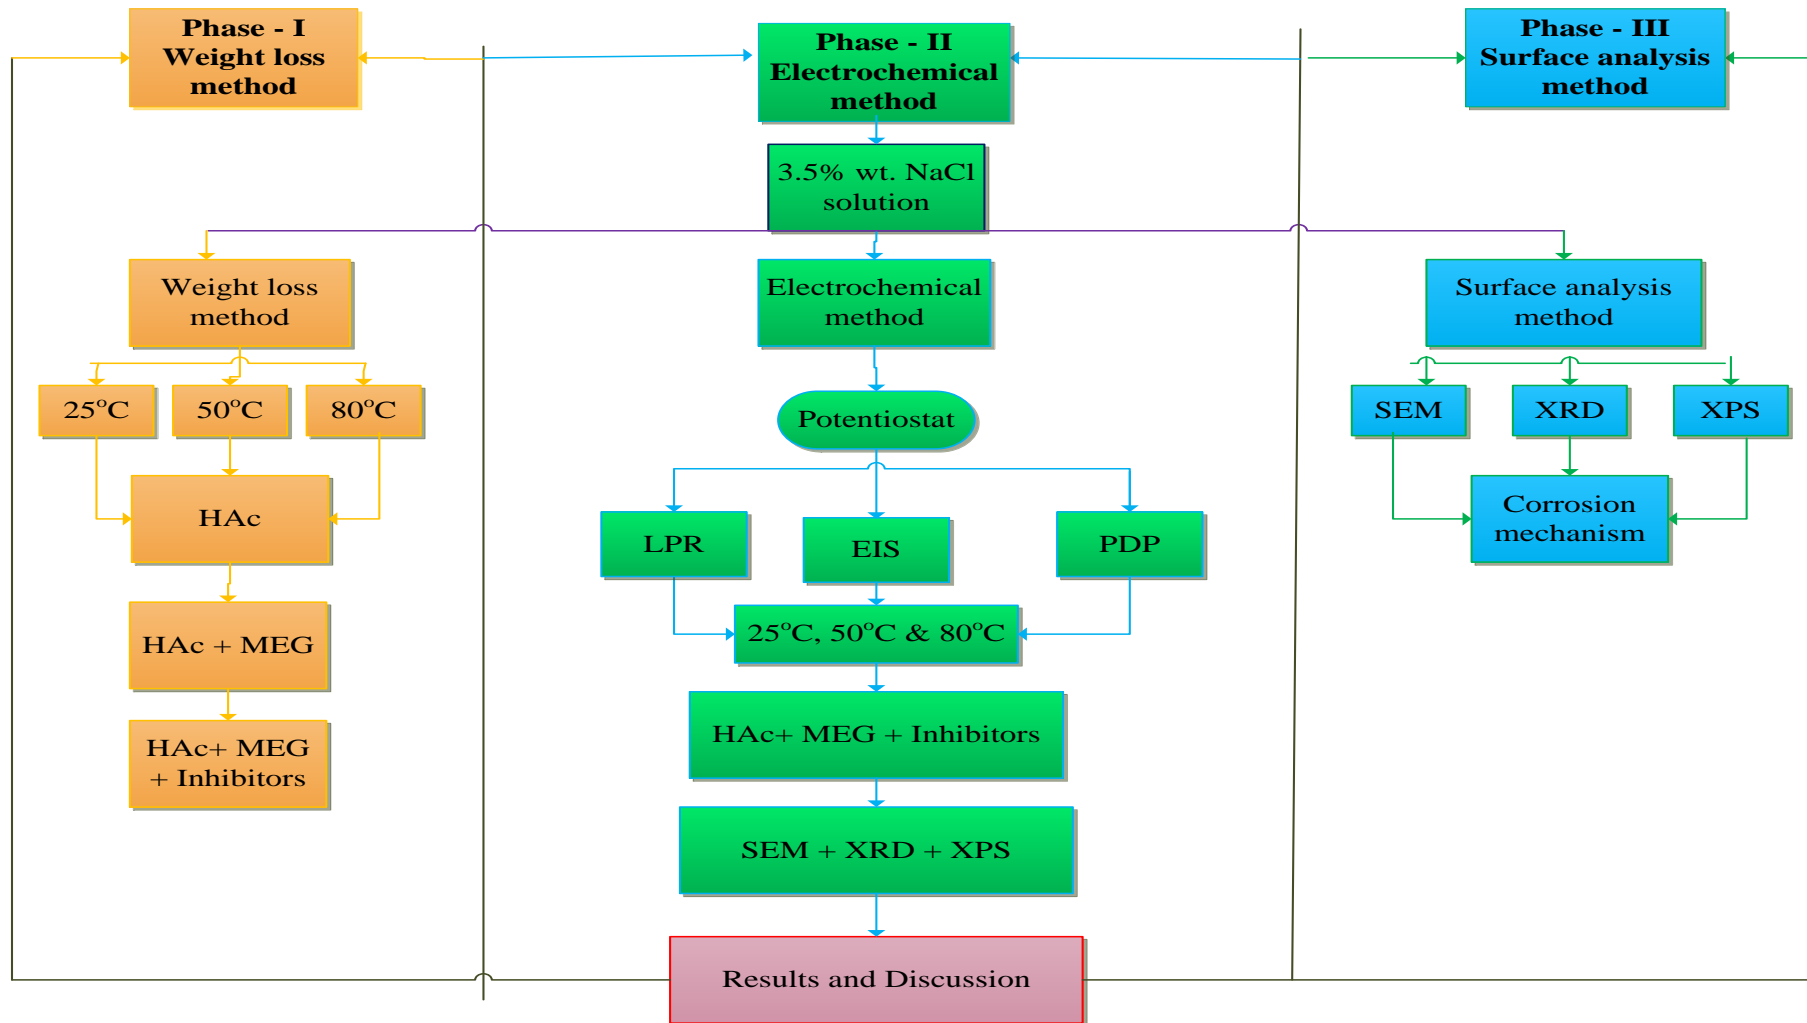 Phase - I
Weight loss
method
Phase - II
Electrochemical
method
Phase - III
Surface analysis
method
3.5% wt. NaCl
solution
Weight loss
method
Electrochemical
method
Surface analysis
method
25°C
50°C
80°C
Potentiostat
SEM
XRD
XPS
HAc
Corrosion
mechanism
LPR
EIS
PDP
HAc + MEG
25°C, 50°C & 80°C
HAc+ MEG
+ Inhibitors
HAc+ MEG + Inhibitors
SEM + XRD + XPS
Results and Discussion